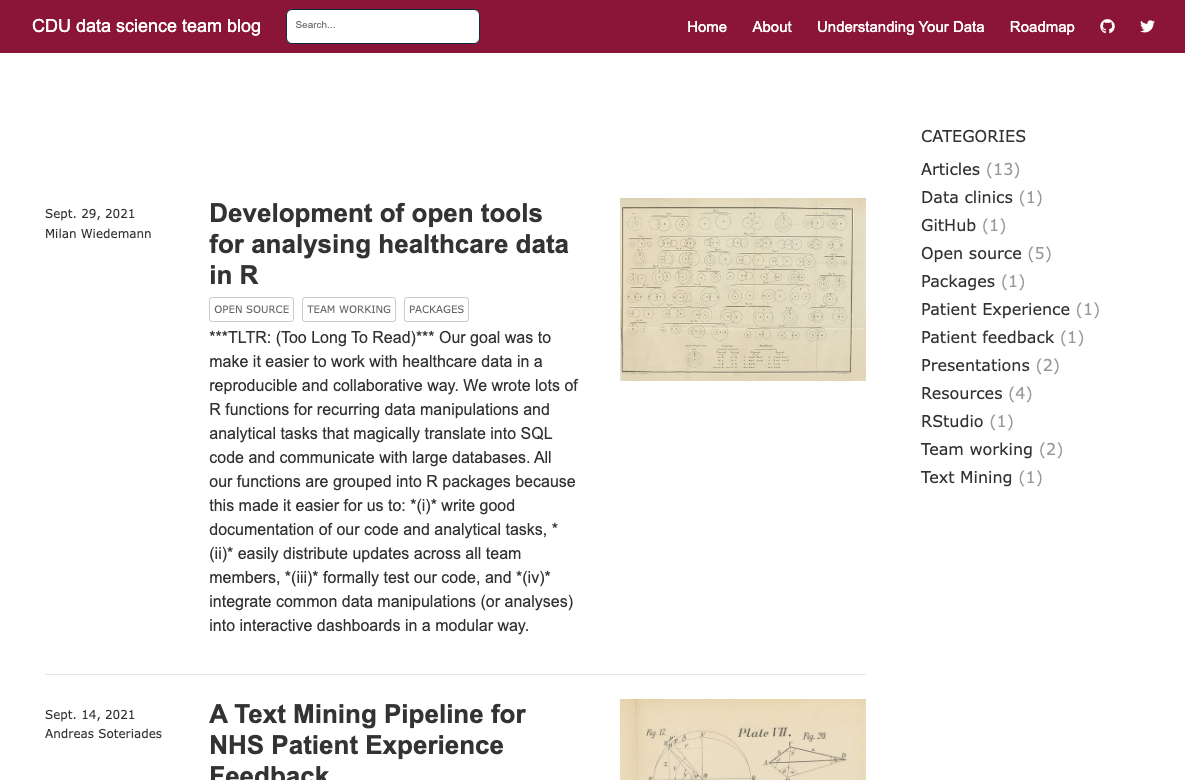 CDU data science team blog
Search...
Home
About
Understanding Your Data
Roadmap
Sept. 29, 2021
Milan Wiedemann
Development of open tools
for analysing healthcare data
in R
OPEN SOURCE
TEAM WORKING
PACKAGES
***TLTR: (Too Long To Read)*** Our goal was to
make it easier to work with healthcare data in a
reproducible and collaborative way. We wrote lots of
R functions for recurring data manipulations and
analytical tasks that magically translate into SQL
code and communicate with large databases. All
our functions are grouped into R packages because
this made it easier for us to: *(i)* write good
documentation of our code and analytical tasks, *
(ii)* easily distribute updates across all team
members, *(iii)* formally test our code, and *(iv)*
integrate common data manipulations (or analyses)
into interactive dashboards in a modular way.
Sept. 14, 2021
Andreas Soteriades
A Text Mining Pipeline for
NHS Patient Experience
Feedback
Fig. 17.
Plate VII.
Fig. 20.
CATEGORIES
Articles (13)
Data clinics (1)
GitHub (1)
Open source (5)
Packages (1)
Patient Experience (1)
Patient feedback (1)
Presentations (2)
Resources (4)
RStudio (1)
Team working (2)
Text Mining (1)